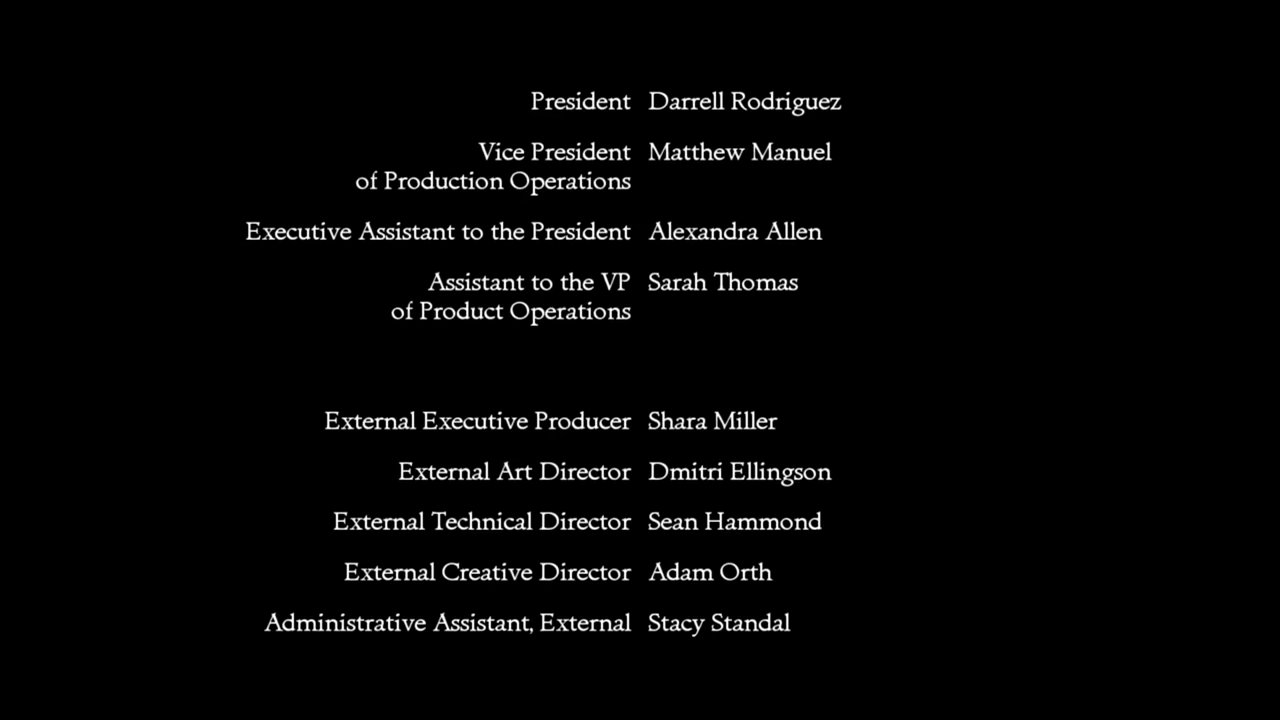 President Darrell Rodriguez
Vice President Matthew Manuel
of Production Operations
Executive Assistant to the President Alexandra Allen
Assistant to the VP Sarah Thomas
of Product Operations
External Executive Producer Shara Miller
External Art Director Dmitri Ellingson
External Technical Director Sean Hammond
External Creative Director Adam Orth
Administrative Assistant, External Stacy Standal